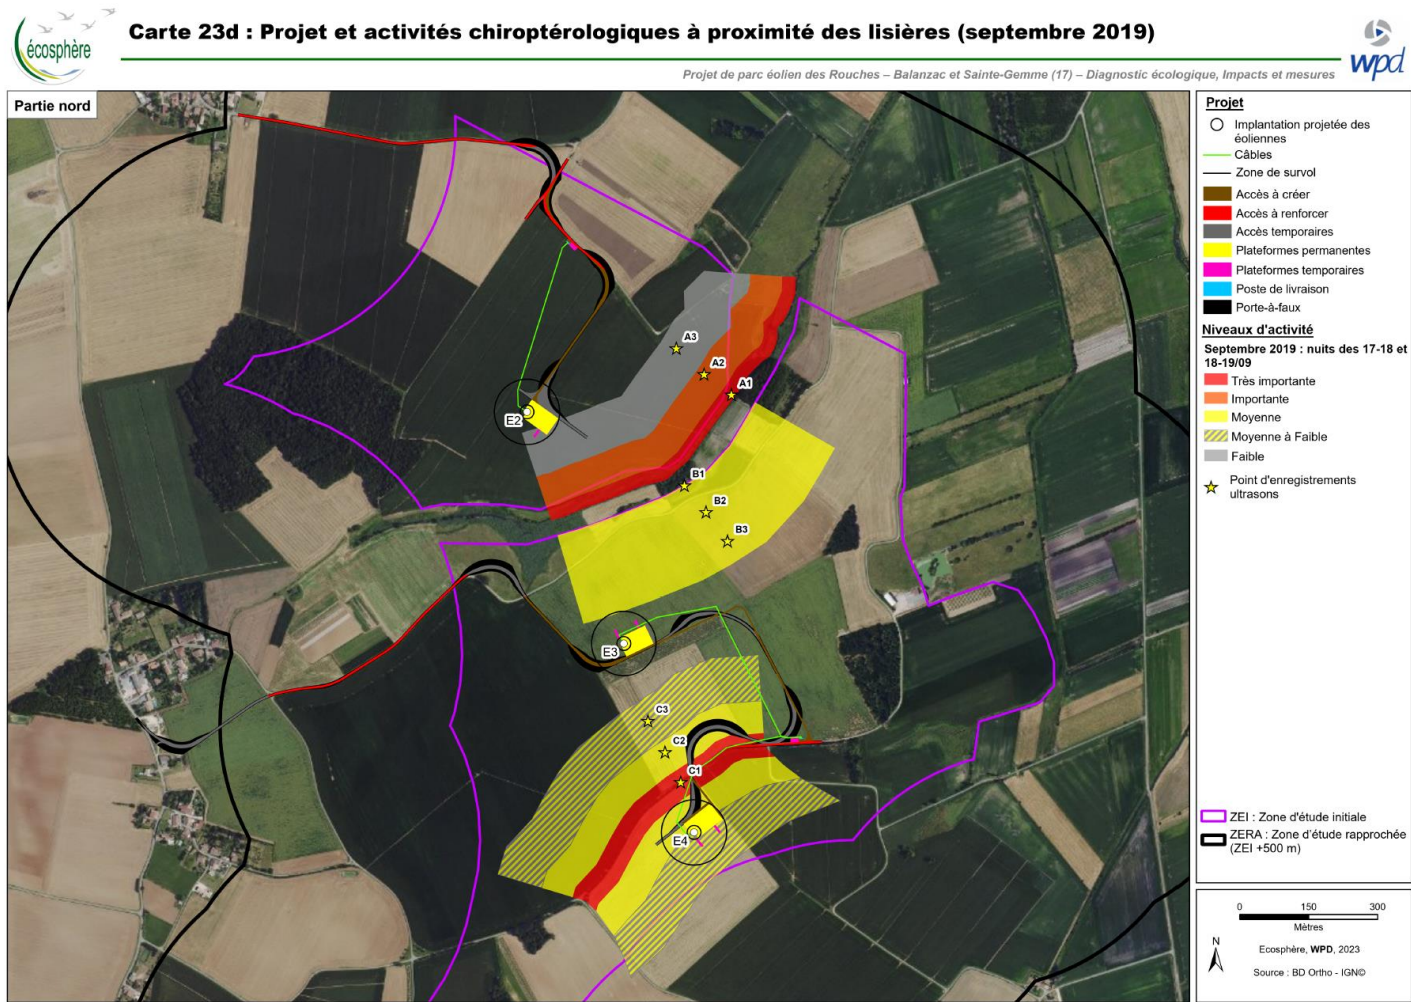 écosphère
Carte 23d : Projet et activités chiroptérologiques à proximité des lisières (septembre 2019)
wpd
Projet de parc éolien des Rouches – Balanzac et Sainte-Gemme (17) – Diagnostic écologique, Impacts et mesures
Partie nord
A3
A2
A1
E2
B1
B2
B3
E3
C3
C2
C1
E4
Projet
Implantation projetée des
éoliennes
Câbles
Zone de survol
Accès à créer
Accès à renforcer
Accès temporaires
Plateformes permanentes
Plateformes temporaires
Poste de livraison
Porte-à-faux
Niveaux d'activité
Septembre 2019 : nuits des 17-18 et
18-19/09
Très importante
Importante
Moyenne
Moyenne à Faible
Faible
Point d'enregistrements
ultrasons
ZEI : Zone d'étude initiale
ZERA : Zone d'étude rapprochée
(ZEI +500 m)
0 150 300
Mètres
N
Ecosphère, WPD, 2023
Source : BD Ortho - IGN©